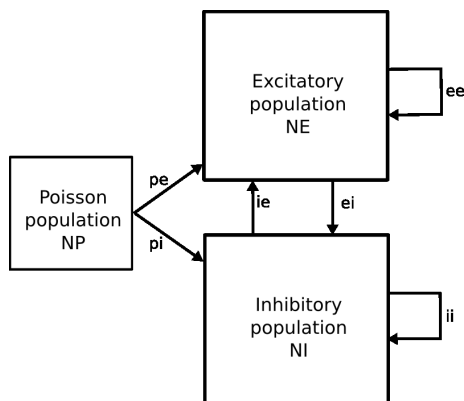 Excitatory
population
NE
ee
Poisson
population
NP
pe
pi
ie
ei
Inhibitory
population
NI
ii